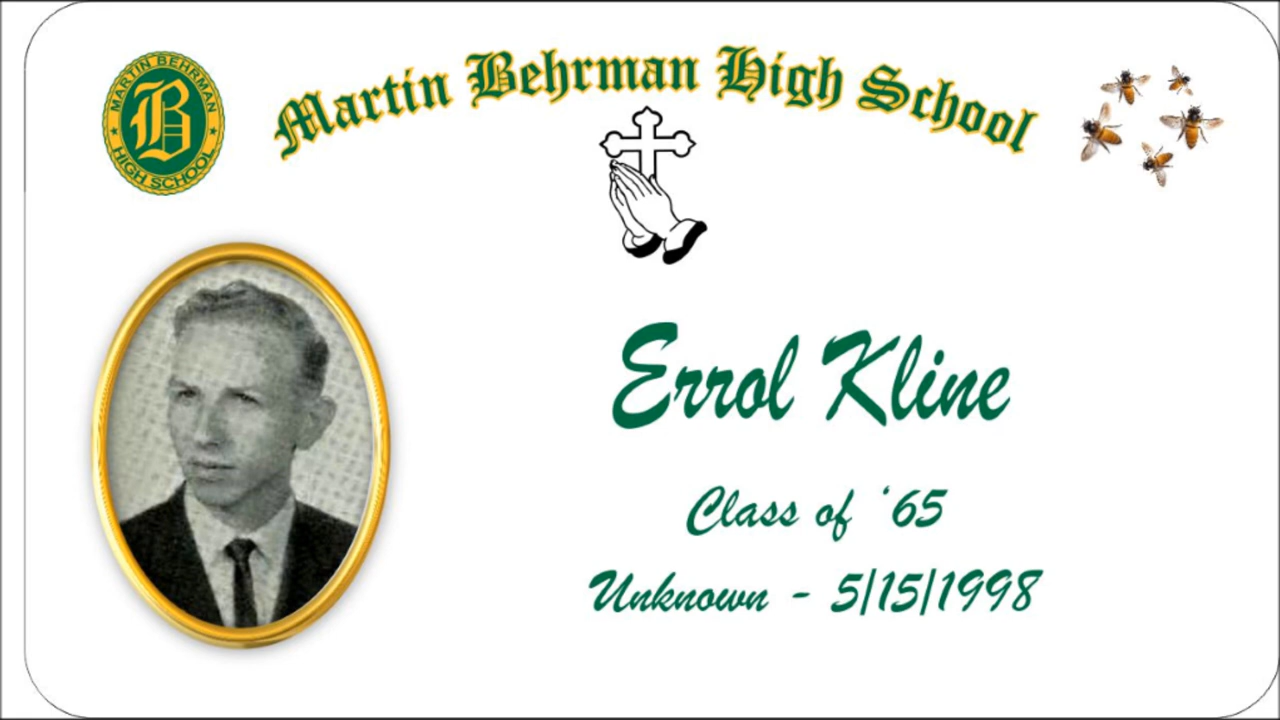 MARTIN BEHRMAN
B
HIGH SCHOOL
Martin Behrman High School
Errol Kline
Class of ‘65
Unknown - 5/15/1998